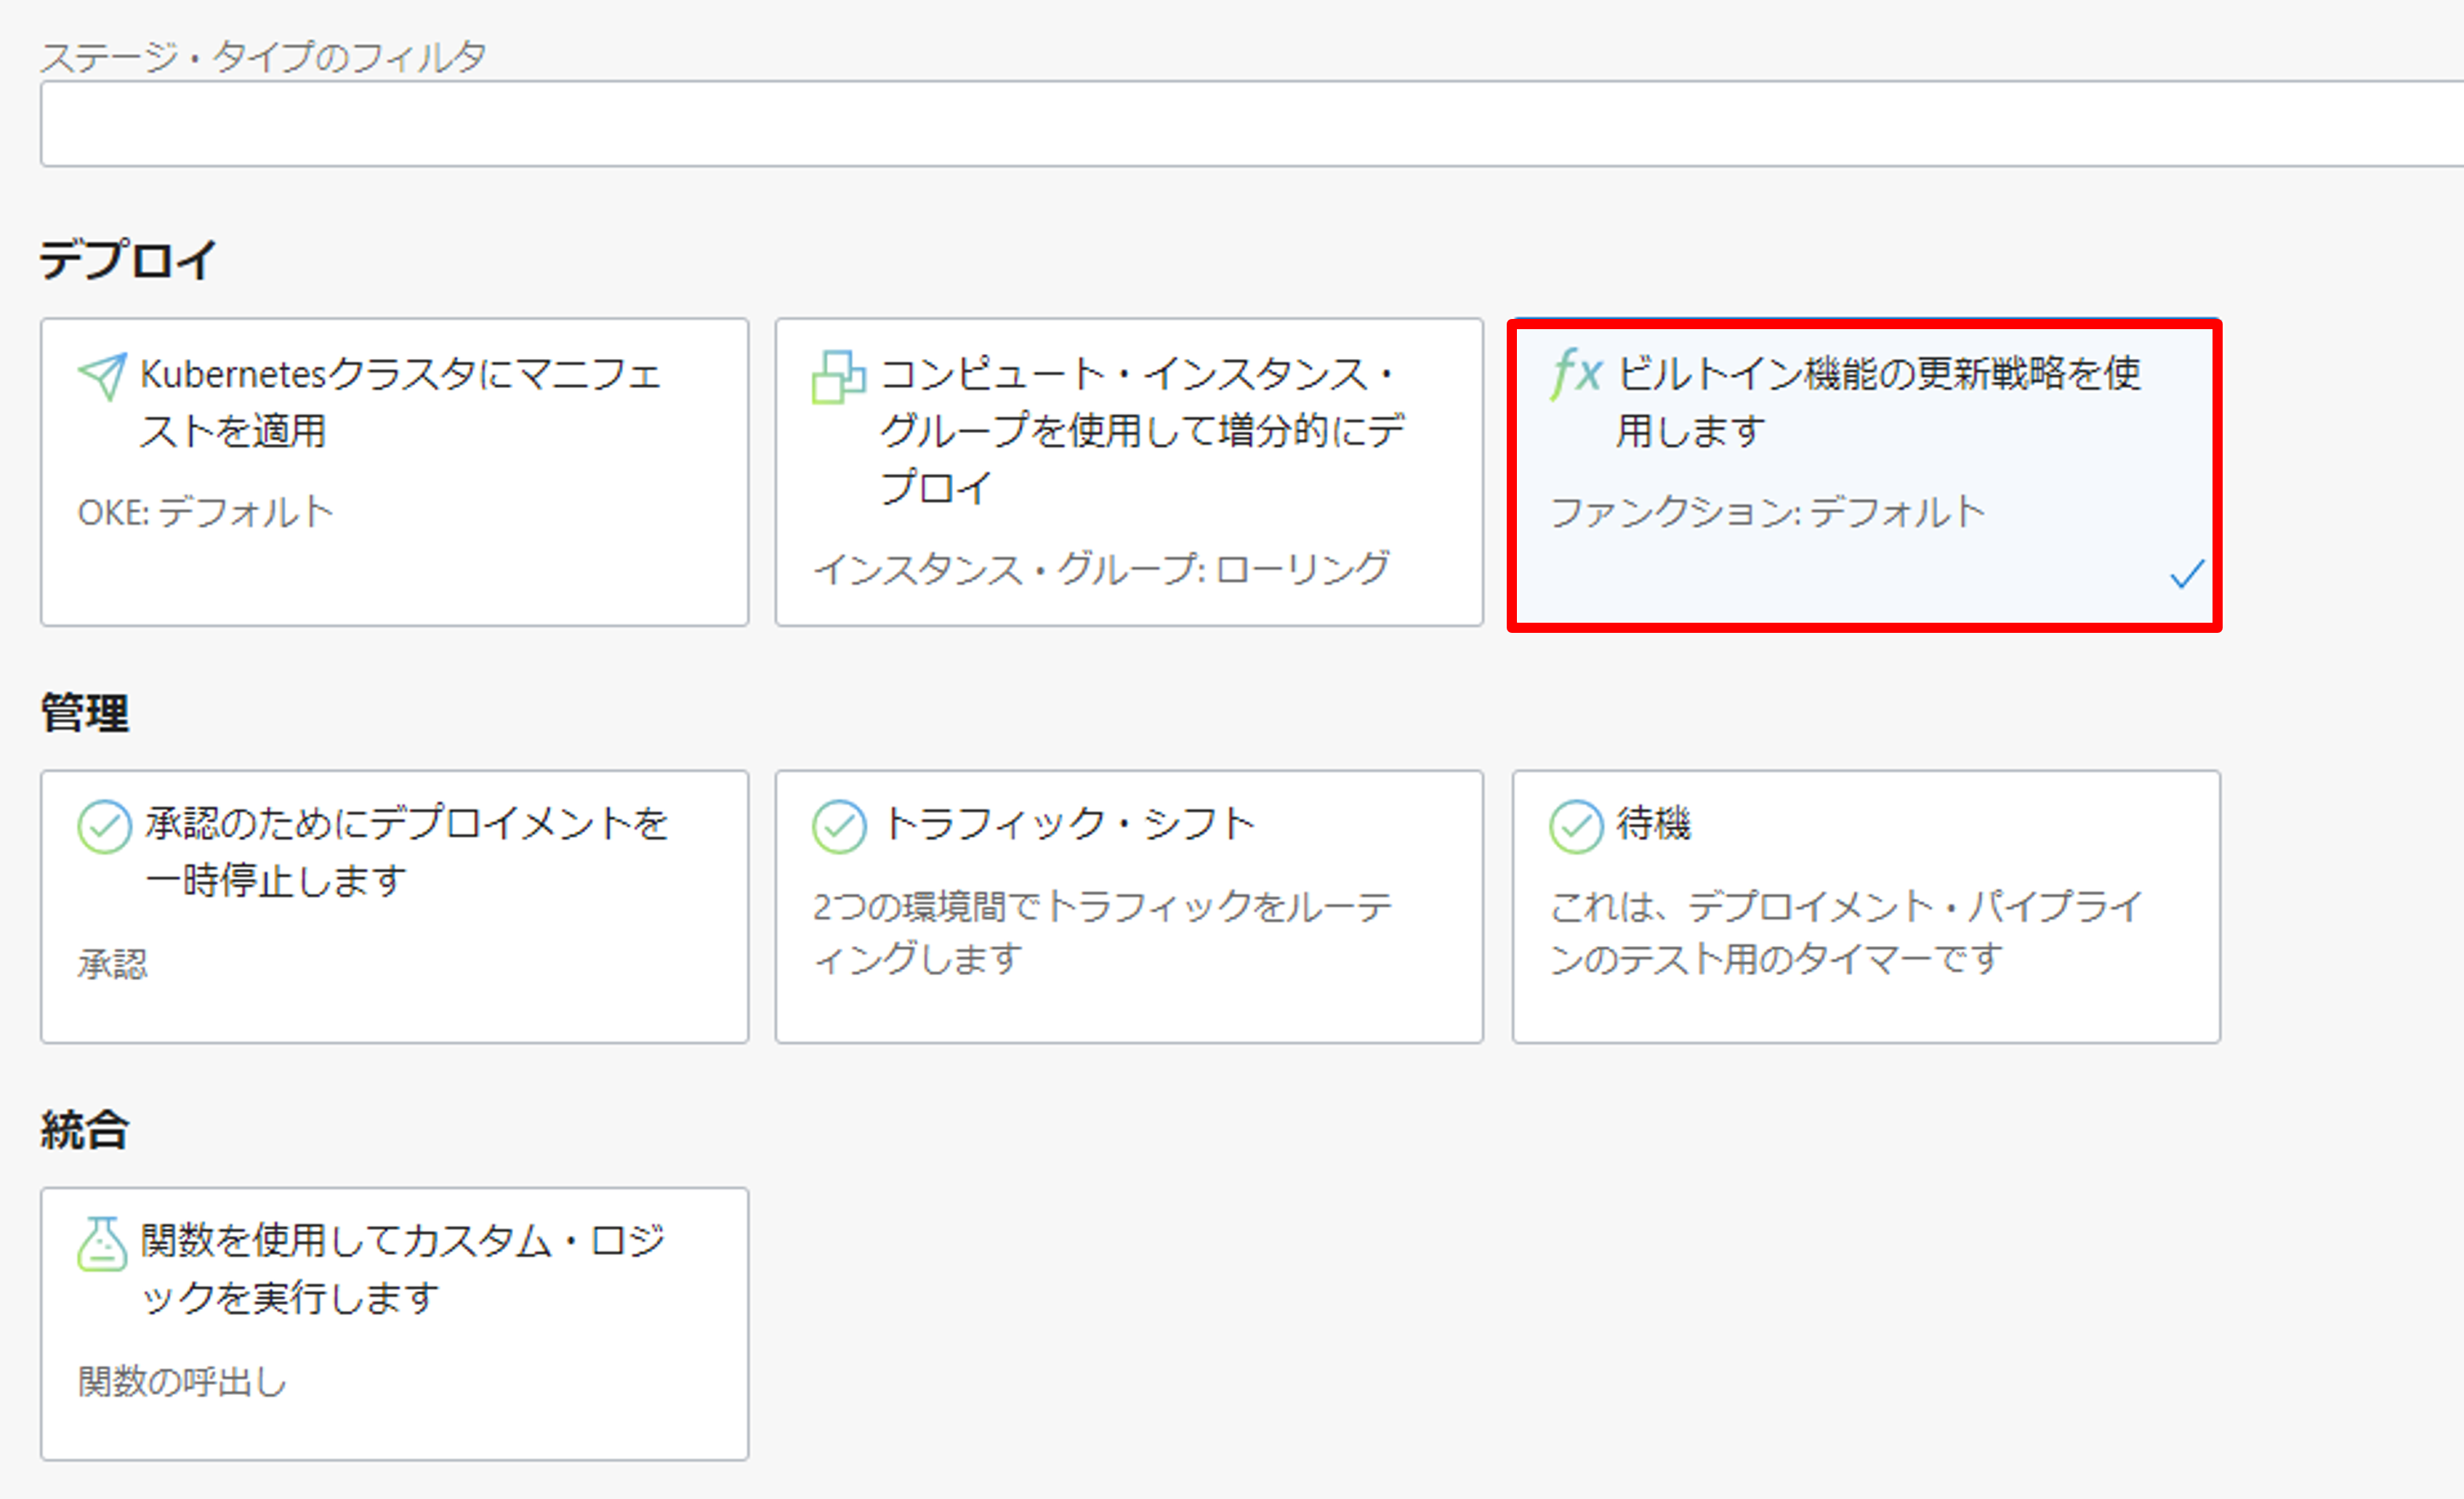 ステージ・タイプのフィルタ
デプロイ
Kubernetesクラスタにマニフェ
ストを適用
OKE: デフォルト
コンピュート・インスタンス・
グループを使用して増分的にデ
プロイ
インスタンス・グループ: ローリング
fx ビルトイン機能の更新戦略を使
用します
ファンクション: デフォルト
管理
承認のためにデプロイメントを
一時停止します
承認
トラフィック・シフト
2つの環境間でトラフィックをルーテ
ィングします
待機
これは、デプロイメント・パイプライ
ンのテスト用のタイマーです
統合
関数を使用してカスタム・ロジ
ックを実行します
関数の呼出し